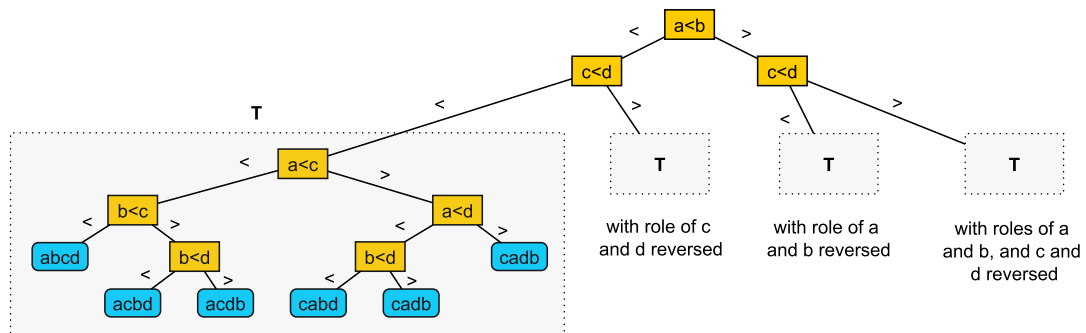 a<b
< >
c<d c<d
< > < >
T
a<c
< >
T T T
b<c a<d
< > < >
with role of c
and d reversed
with role of a
and b reversed
with roles of a
and b, and c and
d reversed
abcd b<d b<d cadb
< > < >
acbd acdb cabd cadb